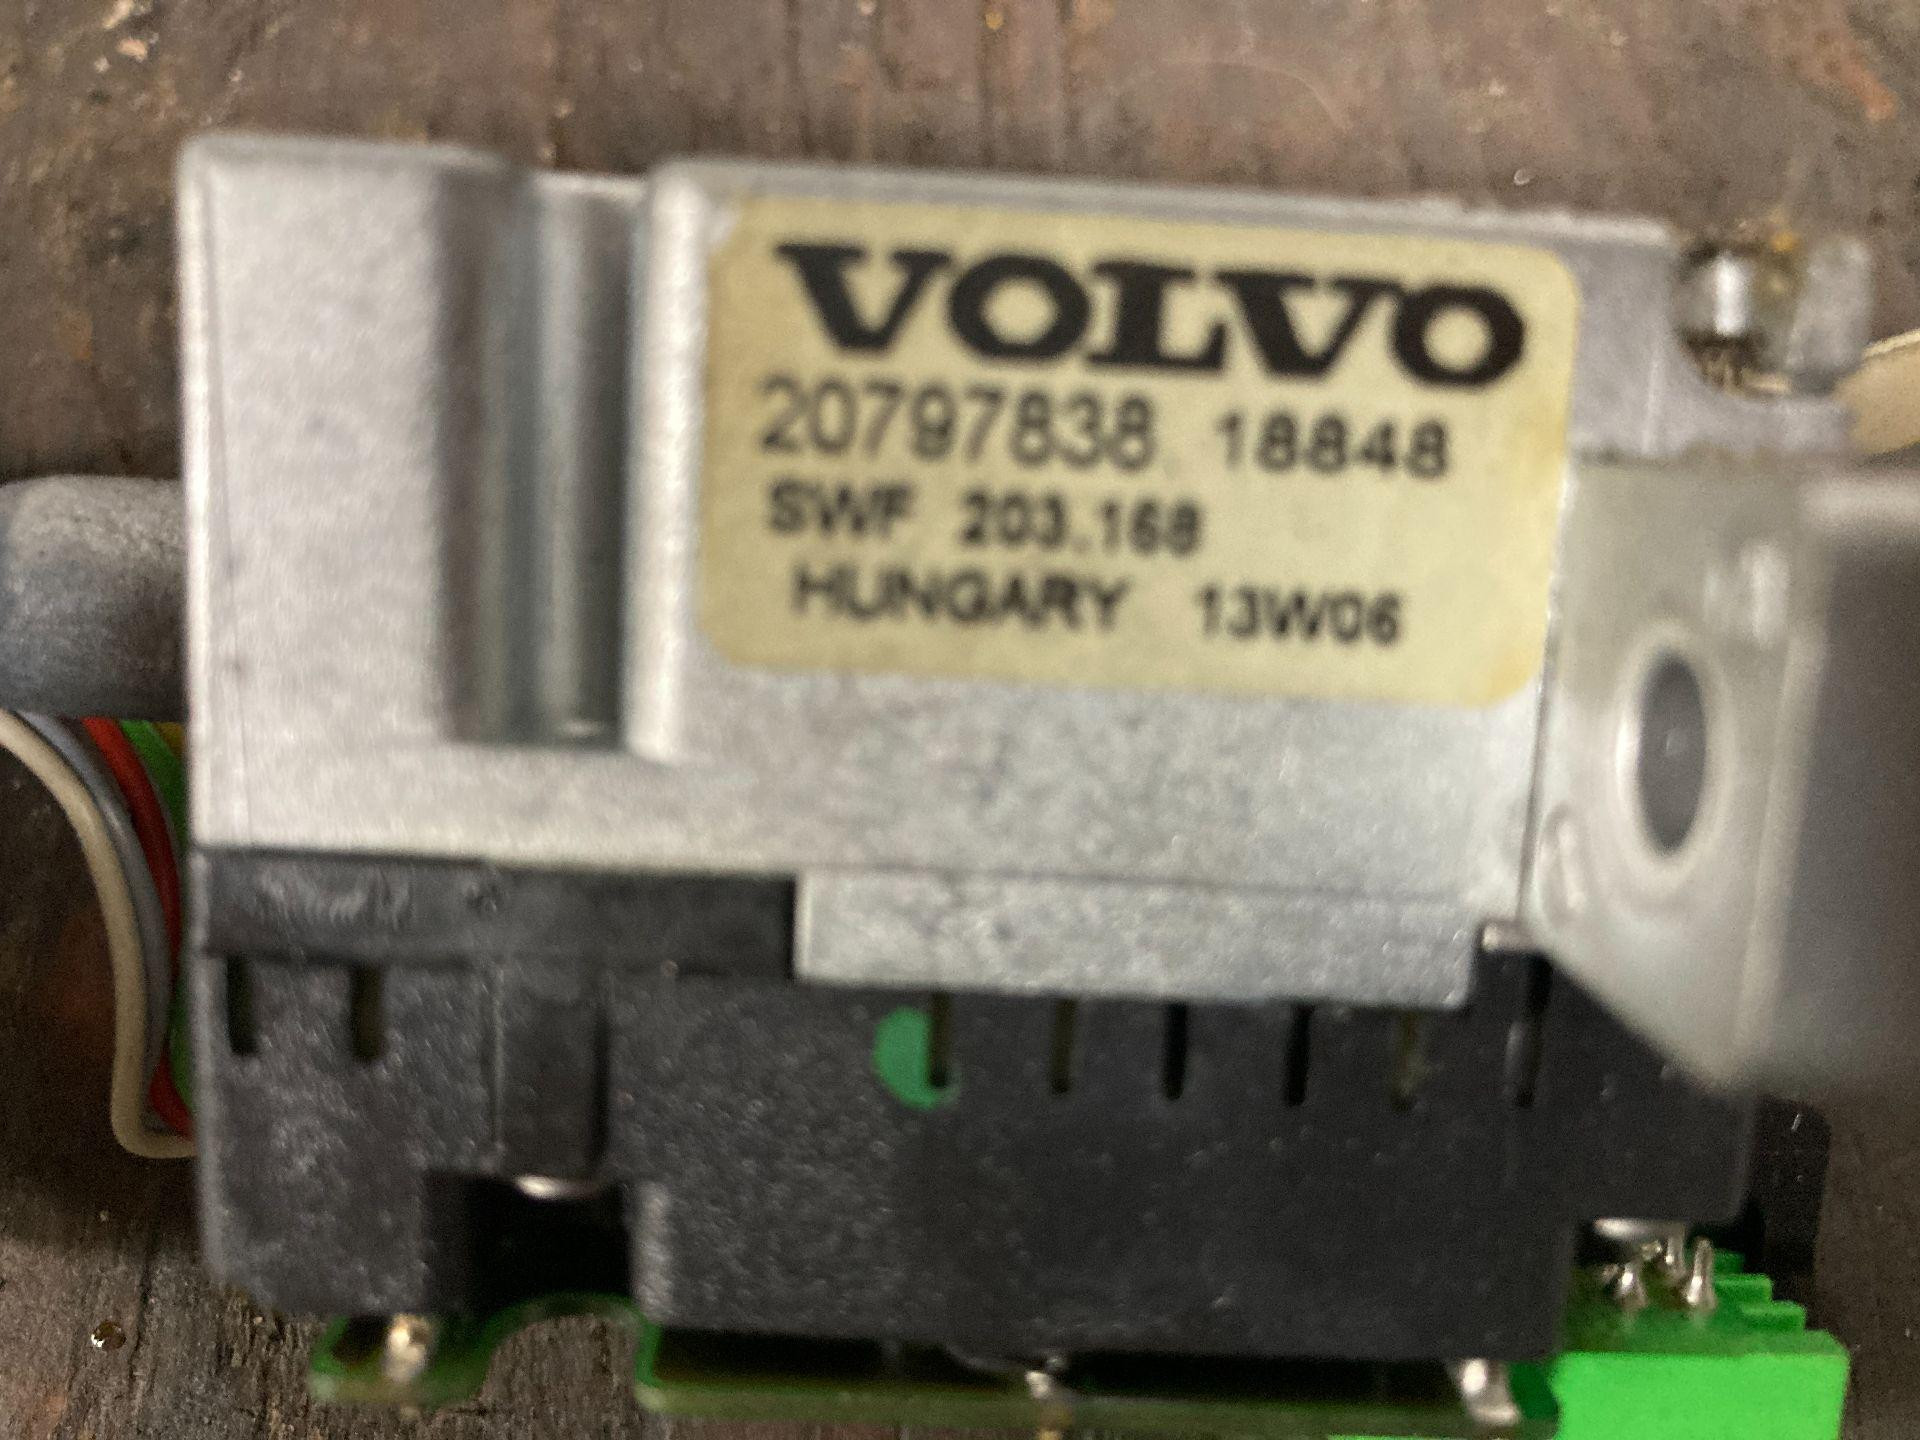 VOLVO
20797838 18848
SWF 203.168
HUNGARY 13W06